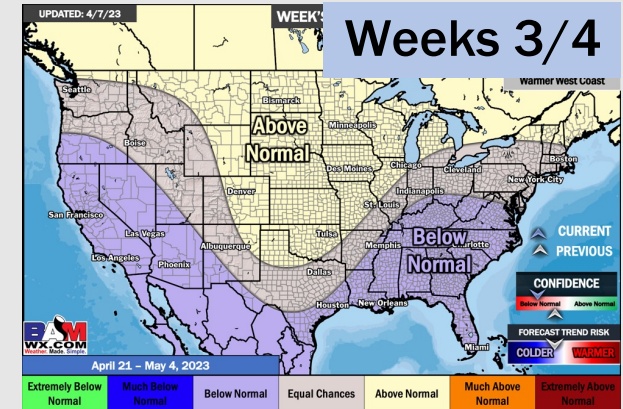 UPDATED: 4/7/23
WEEK'S
Weeks 3/4
Warmer West Coast
Seattle
Bismarck
Above
Normal
Minneapolis
Boise
Des Moines
Chicago
Cleveland
Boston
New York City
Indianapolis
Denver
St. Louis
San Francisco
Las Vegas
Tulsa
Memphis
Below
Normal
Charlotte
CURRENT
PREVIOUS
Albuquerque
Los Angeles
Phoenix
Dallas
CONFIDENCE
Below Normal
Above Normal
Houston
New Orleans
FORECAST TREND RISK
COLDER
WARMER
Miami
BAM
WX.COM
Weather. Made. Simple.
April 21 – May 4, 2023
Extremely Below
Normal
Much Below
Normal
Below Normal
Equal Chances
Above Normal
Much Above
Normal
Extremely Above
Normal